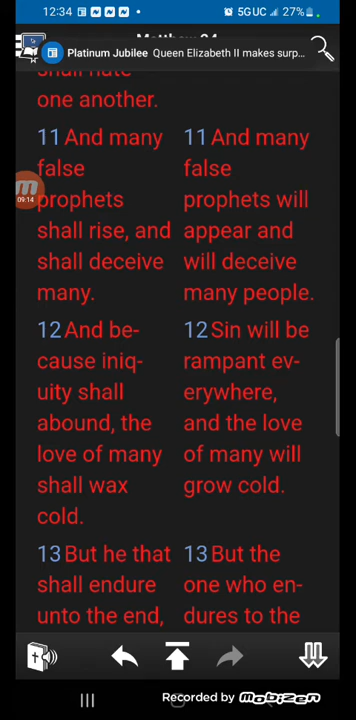 12:34 5GUC 27%
Platinum Jubilee Queen Elizabeth II makes surp...
one another.
11 And many
false
prophets
shall rise, and
shall deceive
many.
12 And be-
cause iniq-
uity shall
abound, the
love of many
shall wax
cold.
13 But he that
shall endure
unto the end,
11 And many
false
prophets will
appear and
will deceive
many people.
12 Sin will be
rampant ev-
erywhere,
and the love
of many will
grow cold.
13 But the
one who en-
dures to the
09:14
Recorded by Mobizen